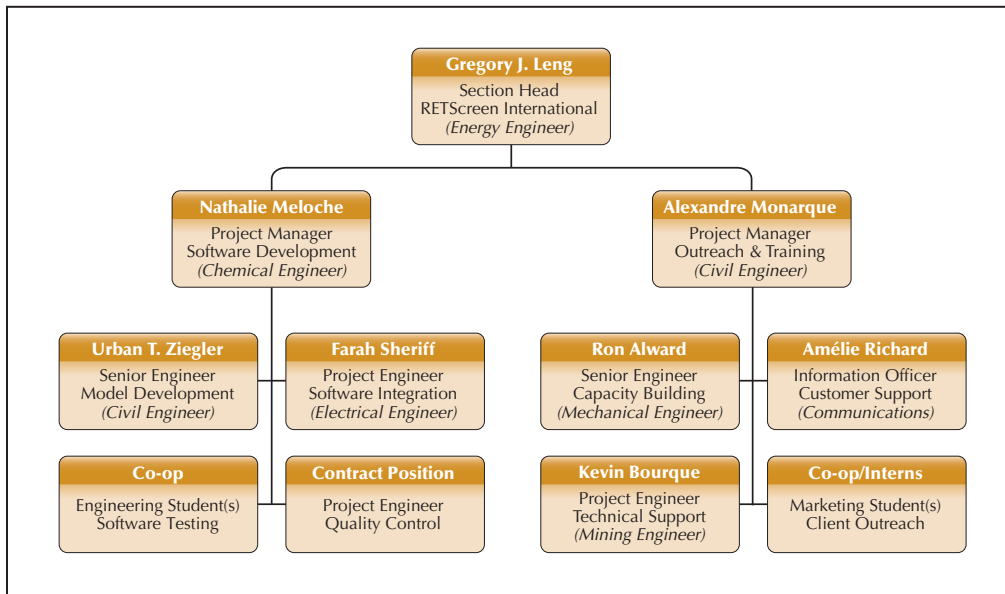 Gregory J. Leng
Section Head
RETScreen International
(Energy Engineer)
Nathalie Meloche
Project Manager
Software Development
(Chemical Engineer)
Alexandre Monarque
Project Manager
Outreach & Training
(Civil Engineer)
Urban T. Ziegler
Senior Engineer
Model Development
(Civil Engineer)
Farah Sheriff
Project Engineer
Software Integration
(Electrical Engineer)
Ron Alward
Senior Engineer
Capacity Building
(Mechanical Engineer)
Amélie Richard
Information Officer
Customer Support
(Communications)
Co-op
Engineering Student(s)
Software Testing
Contract Position
Project Engineer
Quality Control
Kevin Bourque
Project Engineer
Technical Support
(Mining Engineer)
Co-op/Interns
Marketing Student(s)
Client Outreach